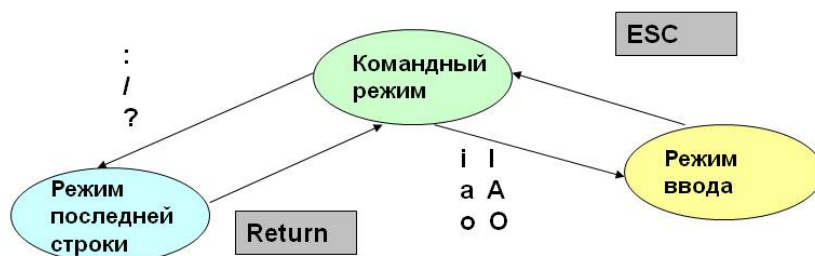 ESC
:
/
?
Командный
режим
i I
a A
o O
Режим
ввода
Режим
последней
строки
Return